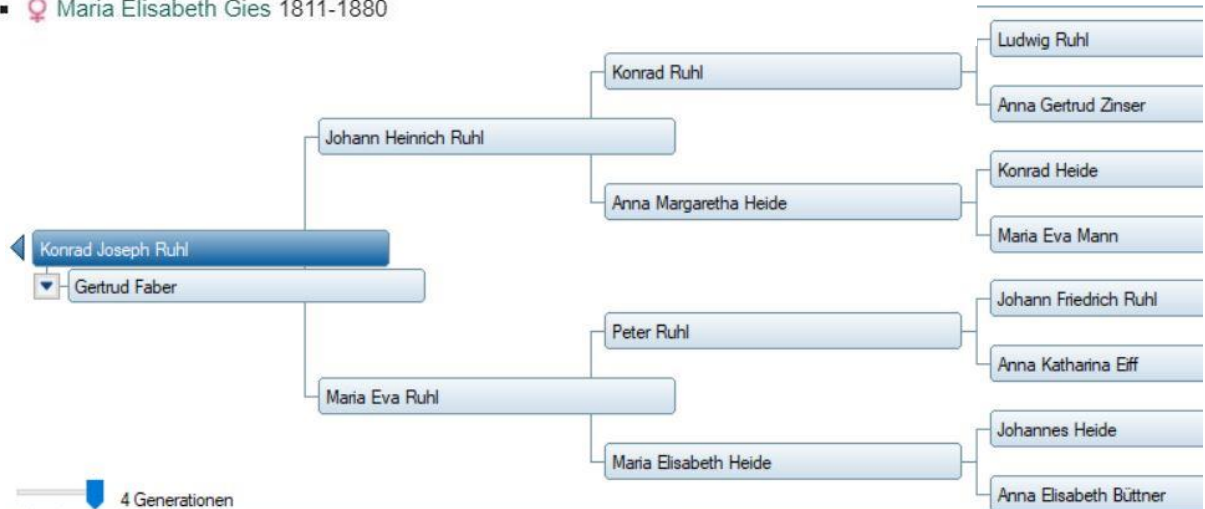 ♀ Maria Elisabeth Gies 1811-1880
Ludwig Ruhl
Konrad Ruhl
Anna Gertrud Zinser
Johann Heinrich Ruhl
Konrad Heide
Anna Margaretha Heide
Maria Eva Mann
Konrad Joseph Ruhl
Gertrud Faber
Johann Friedrich Ruhl
Peter Ruhl
Anna Katharina Eiff
Maria Eva Ruhl
Johannes Heide
Maria Elisabeth Heide
Anna Elisabeth Büttner
4 Generationen